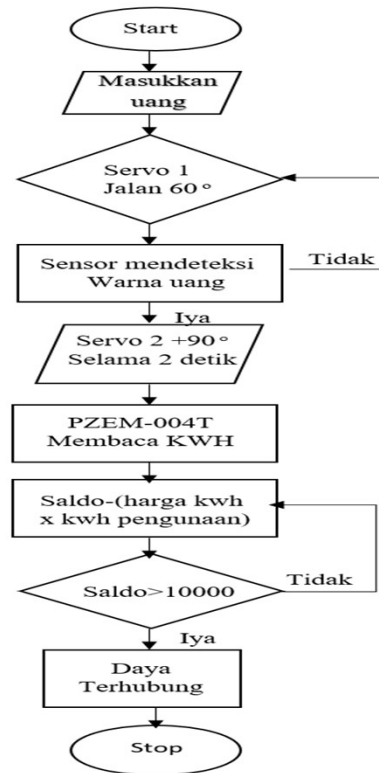 Start
Masukkan
uang
Servo 1
Jalan 60°
Sensor mendeteksi
Warna uang
Tidak
Iya
Servo 2 +90°
Selama 2 detik
PZEM-004T
Membaca KWH
Saldo-(harga kwh
x kwh pengunaan)
Saldo>10000
Tidak
Iya
Daya
Terhubung
Stop